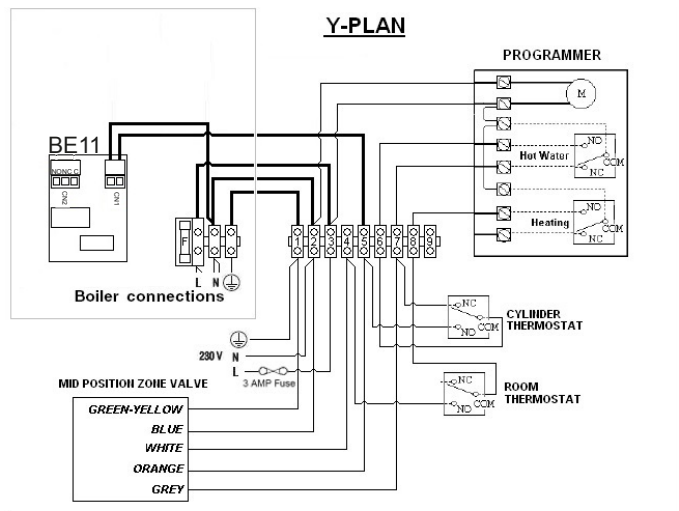 Y-PLAN
PROGRAMMER
M
BE11
NO NC C
CN2
CN1
NO
Hot Water
COM
NC
NO
Heating
COM
NC
F
1 2 3 4 5 6 7 8 9
L N
Boiler connections
NC
NO COM
CYLINDER
THERMOSTAT
230 V N
L
3 AMP Fuse
MID POSITION ZONE VALVE
NC
NO COM
ROOM
THERMOSTAT
GREEN-YELLOW
BLUE
WHITE
ORANGE
GREY